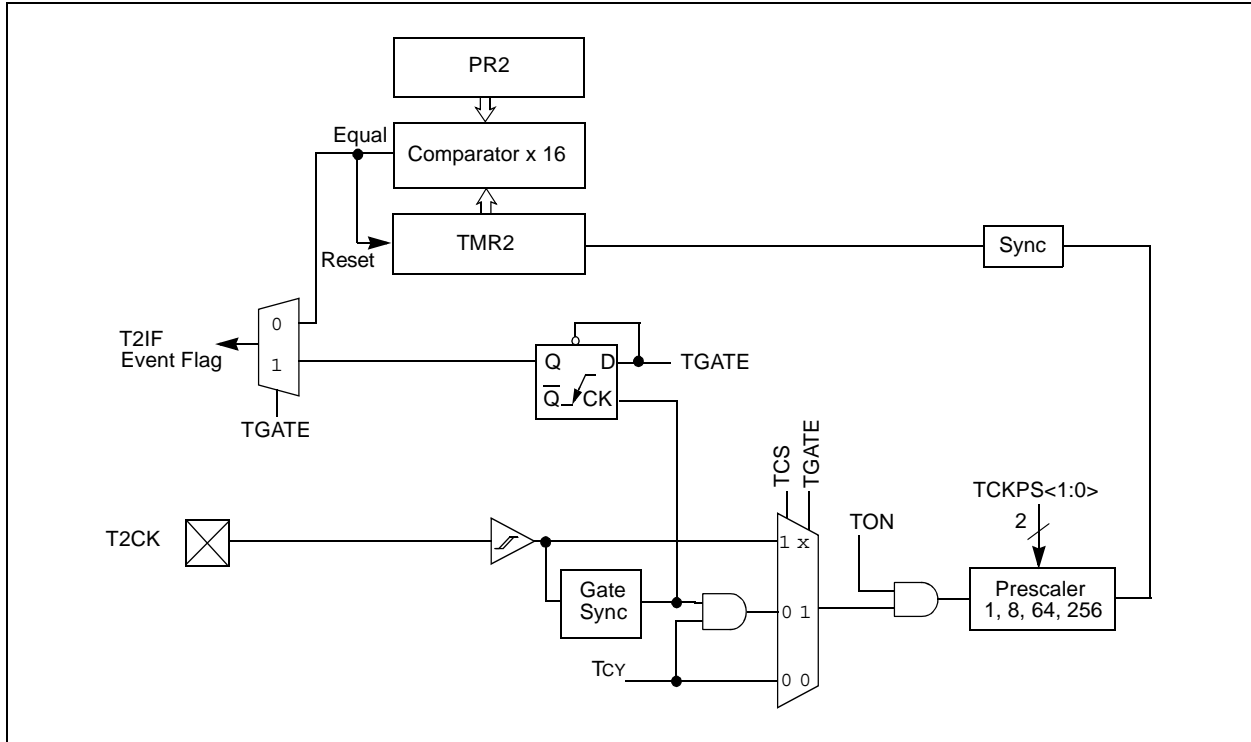 PR2
Equal
Comparator x 16
TMR2
Reset
Sync
0
1
T2IF
Event Flag
TGATE
Q
D
Q̅
CK
TGATE
TCS
TGATE
TCKPS<1:0>
2
TON
T2CK
1 x
Gate
Sync
0 1
Prescaler
1, 8, 64, 256
TCY
0 0